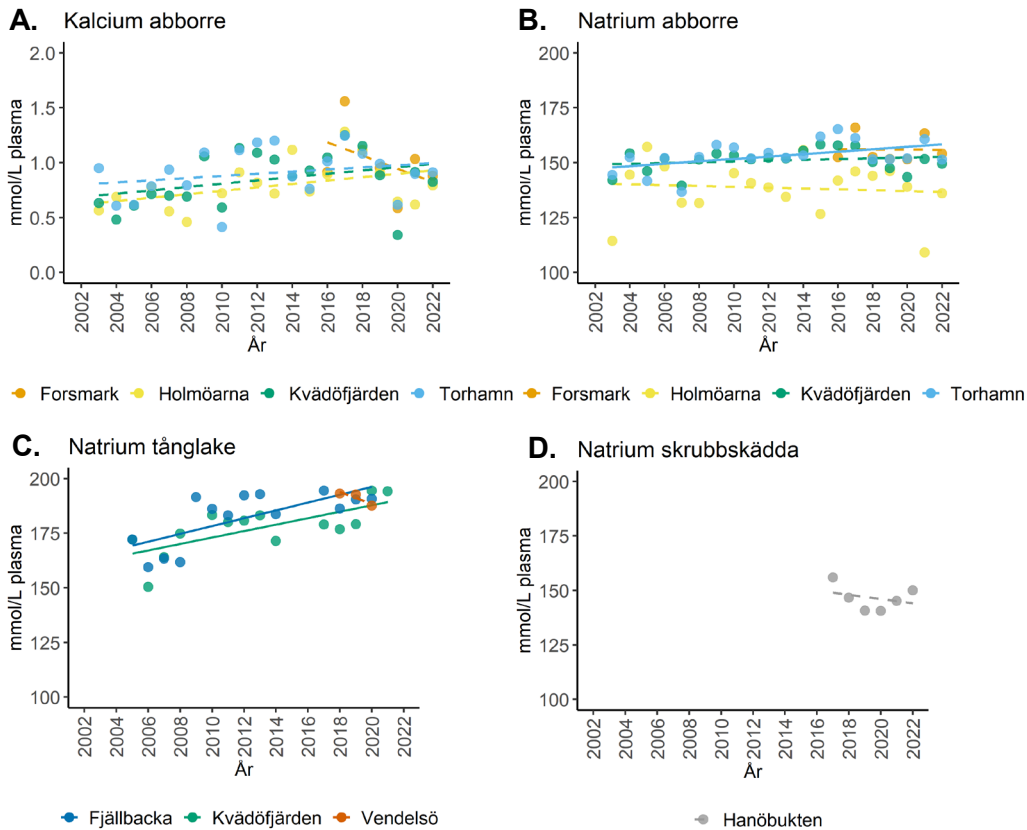 A. Kalcium abborre
mmol/L plasma
2.0
1.5
1.0
0.5
0.0
2002 2004 2006 2008 2010 2012 2014 2016 2018 2020 2022
År
Forsmark Holmöarna Kvädöfjärden Torhamn
B. Natrium abborre
mmol/L plasma
200
175
150
125
100
2002 2004 2006 2008 2010 2012 2014 2016 2018 2020 2022
År
Forsmark Holmöarna Kvädöfjärden Torhamn
C. Natrium tånglake
mmol/L plasma
200
175
150
125
100
2002 2004 2006 2008 2010 2012 2014 2016 2018 2020 2022
År
Fjällbacka Kvädöfjärden Vendelsö
D. Natrium skrubbskädda
mmol/L plasma
200
175
150
125
100
2002 2004 2006 2008 2010 2012 2014 2016 2018 2020 2022
År
Hanöbukten